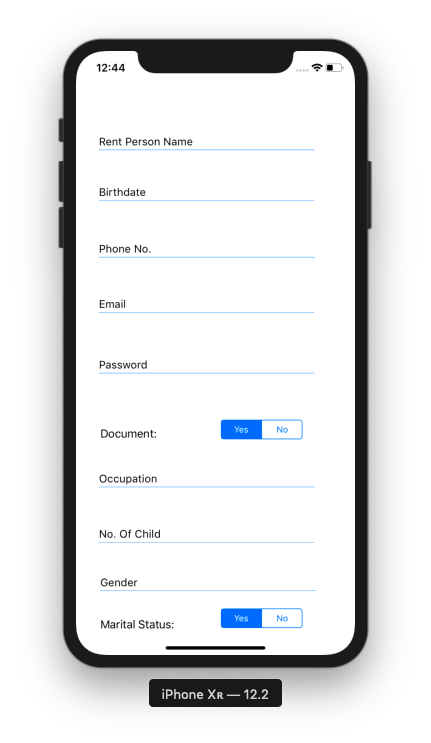 12:44
Rent Person Name
Birthdate
Phone No.
Email
Password
Document: Yes No
Occupation
No. Of Child
Gender
Marital Status: Yes No
iPhone Xʀ — 12.2